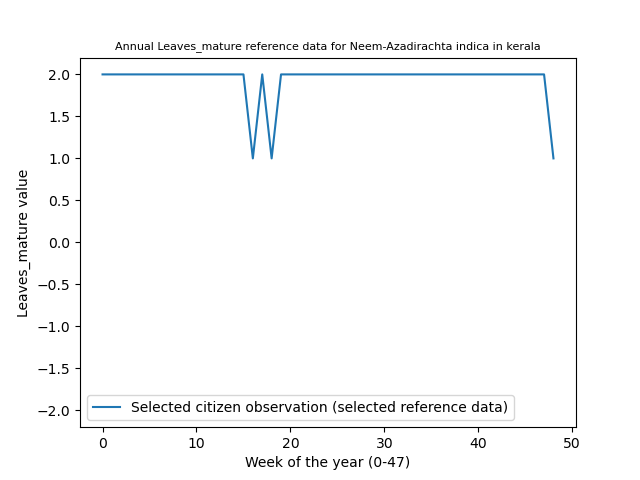 Annual Leaves_mature reference data for Neem-Azadirachta indica in kerala
2.0
1.5
1.0
0.5
0.0
−0.5
−1.0
−1.5
−2.0
Leaves_mature value
Selected citizen observation (selected reference data)
0 10 20 30 40 50
Week of the year (0-47)